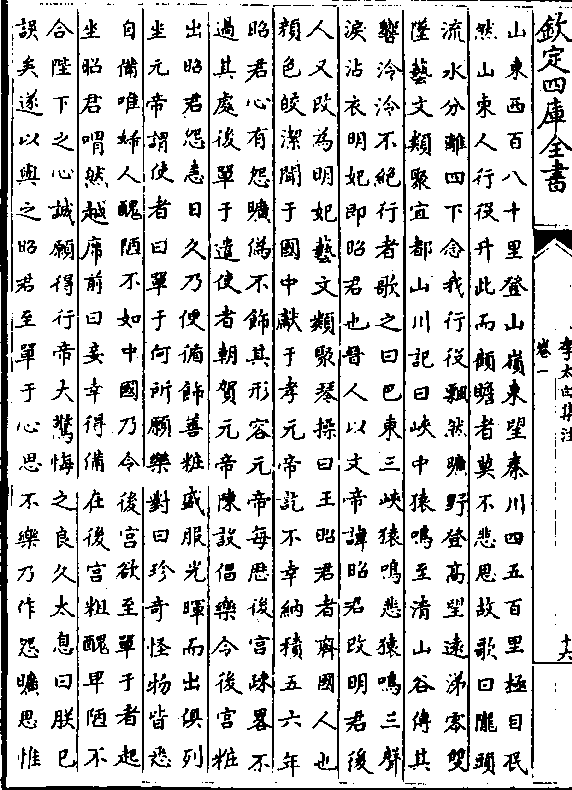 欽定四庫全書
李太白集注
卷一
十六
山東西百八十里登山嶺東望秦川四五百里極目泯
然山東人行役升此而顧瞻者莫不悲思故歌曰隴頭
流水分離四下念我行役飄然曠野登髙望遠涕零雙
墮藝文類聚宜都山川記曰峽中猿鳴至清山谷傳其
響泠泠不絶行者歌之曰巴東三峽猿鳴悲猿鳴三聲
淚沾衣明妃即昭君也晉人以文帝諱昭君改明君後
人又改為明妃藝文類聚琴操曰王昭君者齊國人也
顔色皎潔聞于國中獻于孝元帝訖不幸納積五六年
昭君心有怨曠偽不飾其形容元帝每歴後宫疎畧不
過其處後單于遣使者朝賀元帝陳設倡樂令後宫粧
出昭君怨恚日久乃便循飾善粧盛服光暉而出俱列
坐元帝謂使者曰單于何所願樂對曰珍奇怪物皆悉
自備唯婦人醜陋不如中國乃令後宫欲至單于者起
坐昭君喟然越席前曰妾幸得備在後宫粗醜卑陋不
合陛下之心誠願得行帝大驚悔之良久太息曰朕已
誤矣遂以與之昭君至單于心思不樂乃作怨曠思惟